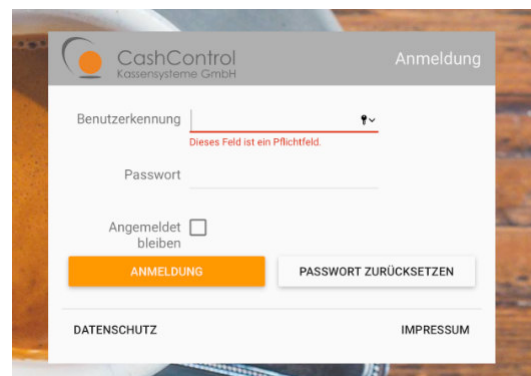 CashControl
Kassensysteme GmbH
Anmeldung
Benutzerkennung
Dieses Feld ist ein Pflichtfeld.
Passwort
Angemeldet
bleiben
ANMELDUNG
PASSWORT ZURÜCKSETZEN
DATENSCHUTZ
IMPRESSUM